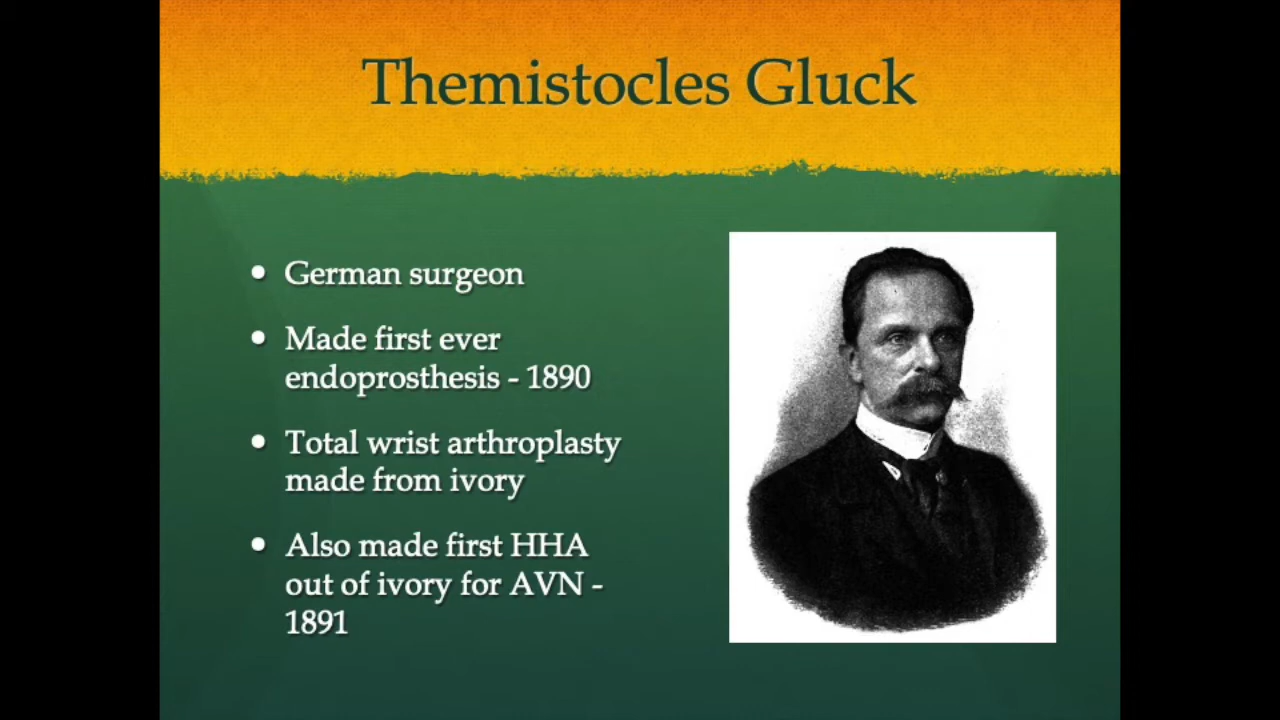 Themistocles Gluck
• German surgeon
• Made first ever
endoprosthesis - 1890
• Total wrist arthroplasty
made from ivory
• Also made first HHA
out of ivory for AVN -
1891